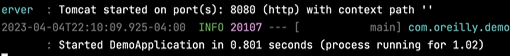 erver  : Tomcat started on port(s): 8080 (http) with context path ''
2023-04-04T22:10:09.925-04:00  INFO 20107 --- [           main] com.oreilly.demo
       : Started DemoApplication in 0.801 seconds (process running for 1.02)